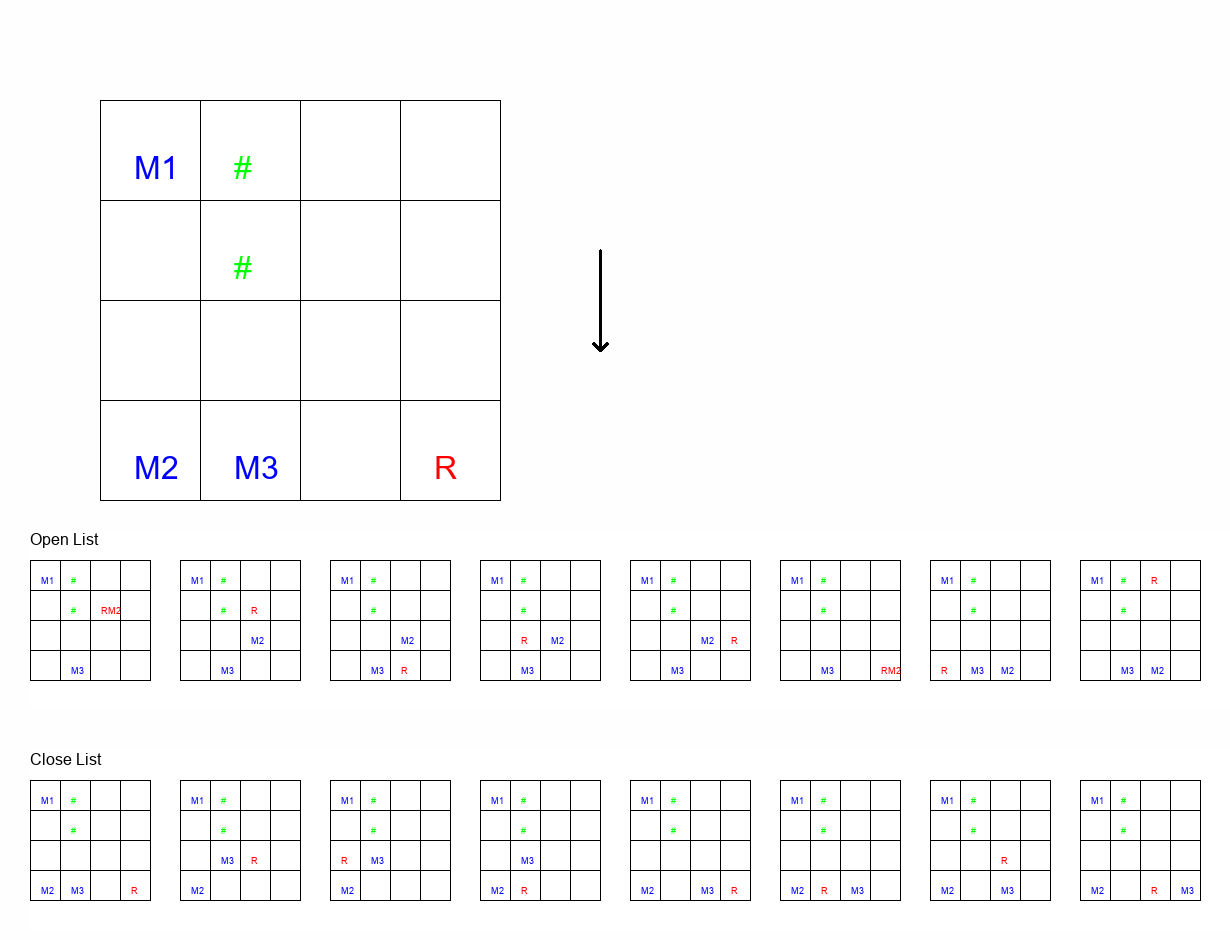 M1 #
#
M2 M3 R
Open List
M1 # M1 # M1 # M1 # M1 # M1 # M1 # M1 # R
# RM2 # R # # # # # #
M2 M2 R M2 M2 R
M3 M3 M3 R M3 M3 M3 RM2 R M3 M2 M3 M2
Close List
M1 # M1 # M1 # M1 # M1 # M1 # M1 # M1 #
# # # # # # # #
M3 R R M3 M3 R
M2 M3 R M2 M2 M2 R M2 M3 R M2 R M3 M2 M3 M2 R M3